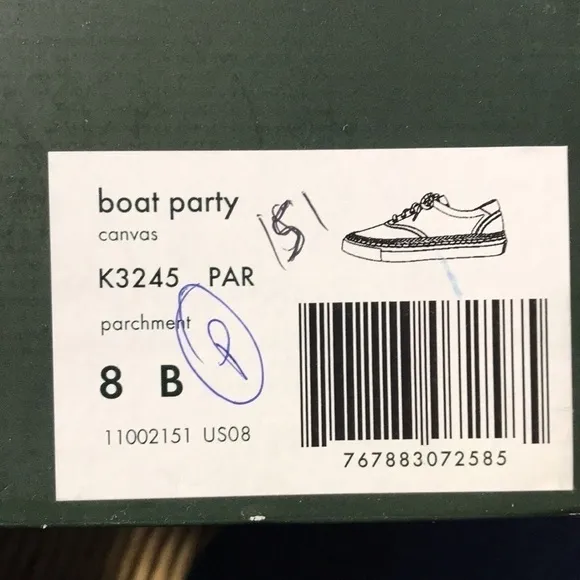 boat party
canvas
151
K3245 PAR
parchment
P
8 B
11002151 US08
767883072585